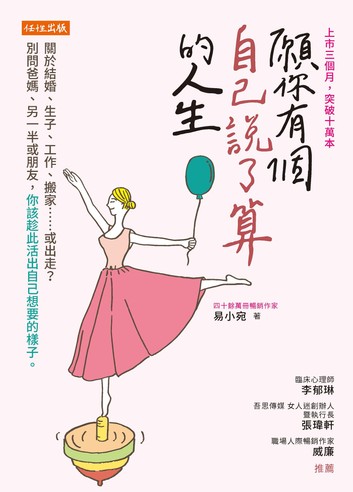 任性出版
上市三個月，突破十萬本
願你有個
自己說了算
的人生
關於結婚、生子、工作、搬家……或出走？
別問爸媽、另一半或朋友，你該趁此活出自己想要的樣子。
四十餘萬冊暢銷作家
易小宛 著
臨床心理師
李郁琳
吾思傳媒 女人迷創辦人
暨執行長
張瑋軒
職場人際暢銷作家
威廉
推薦